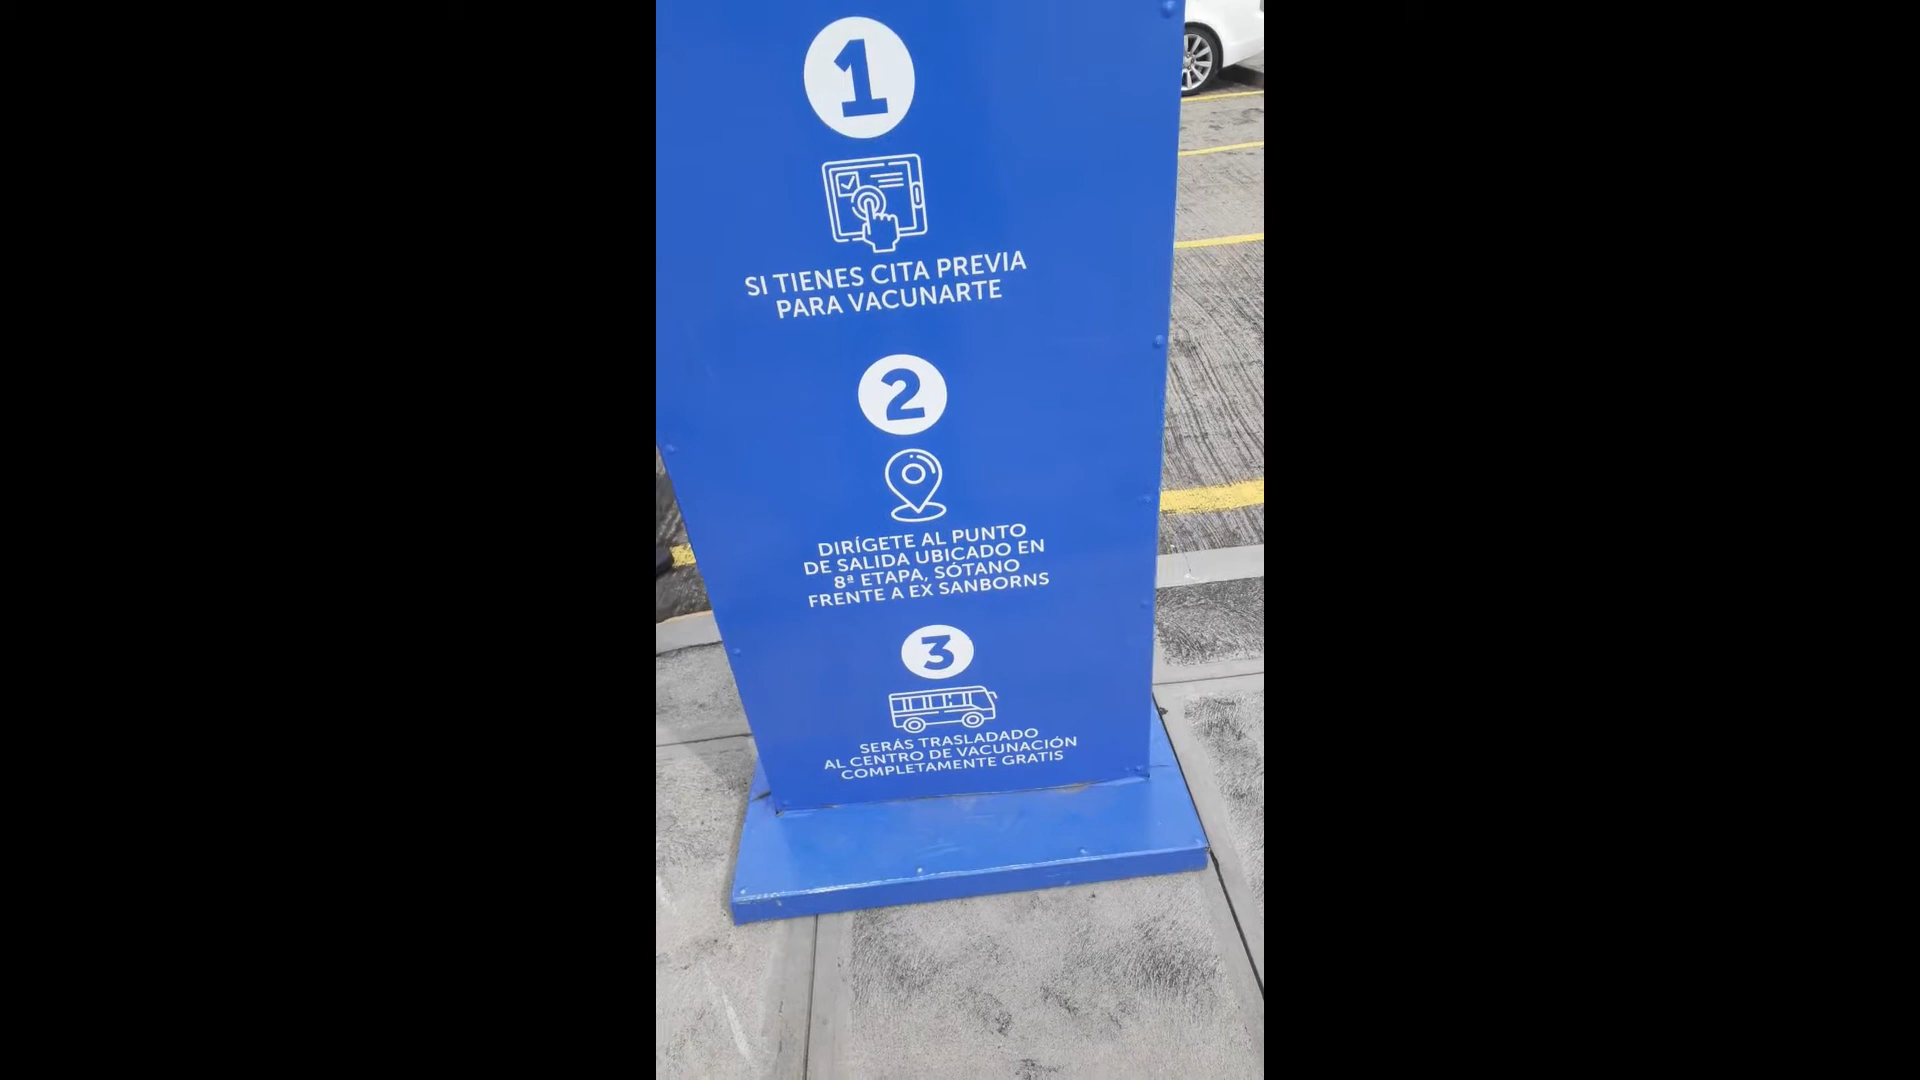 1
SI TIENES CITA PREVIA
PARA VACUNARTE
2
DIRÍGETE AL PUNTO
DE SALIDA UBICADO EN
8ª ETAPA, SÓTANO
FRENTE A EX SANBORNS
3
SERÁS TRASLADADO
AL CENTRO DE VACUNACIÓN
COMPLETAMENTE GRATIS